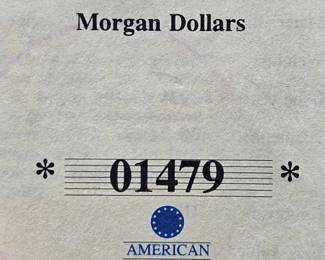 Morgan Dollars
* 01479 *
AMERICAN